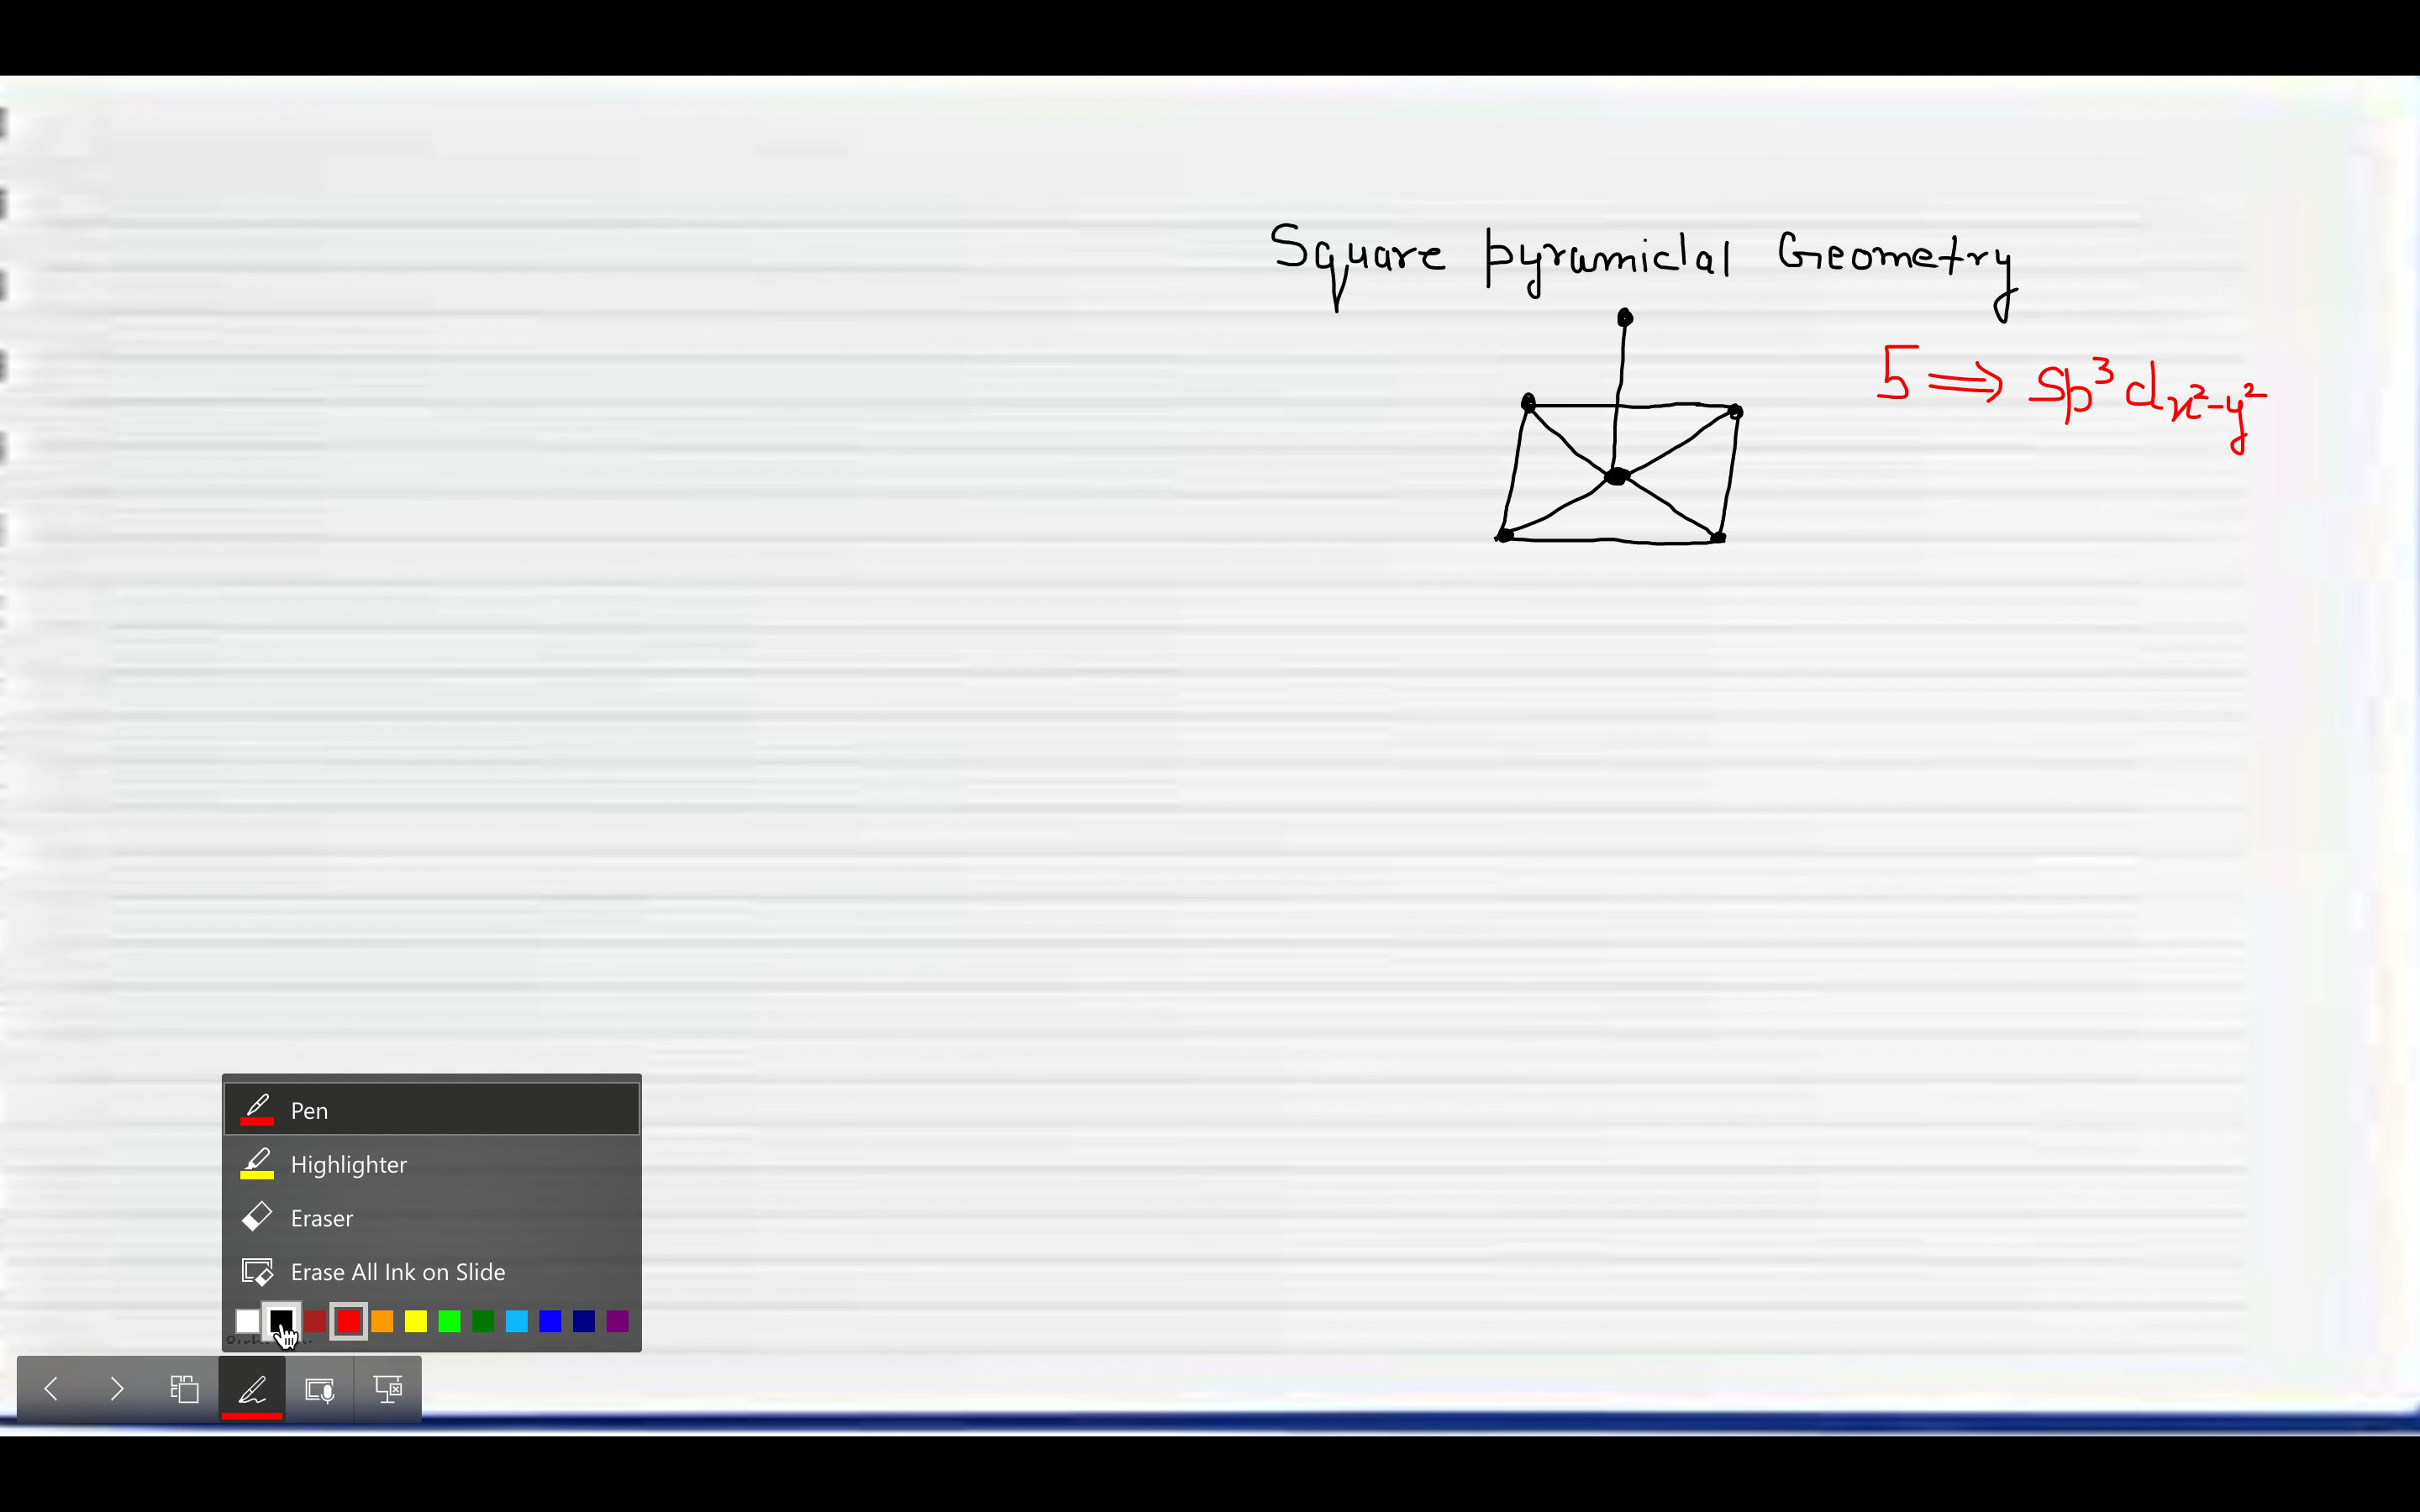 Square pyramidal Geometry
5 ⇒ sp³d x²-y²
Pen
Highlighter
Eraser
Erase All Ink on Slide